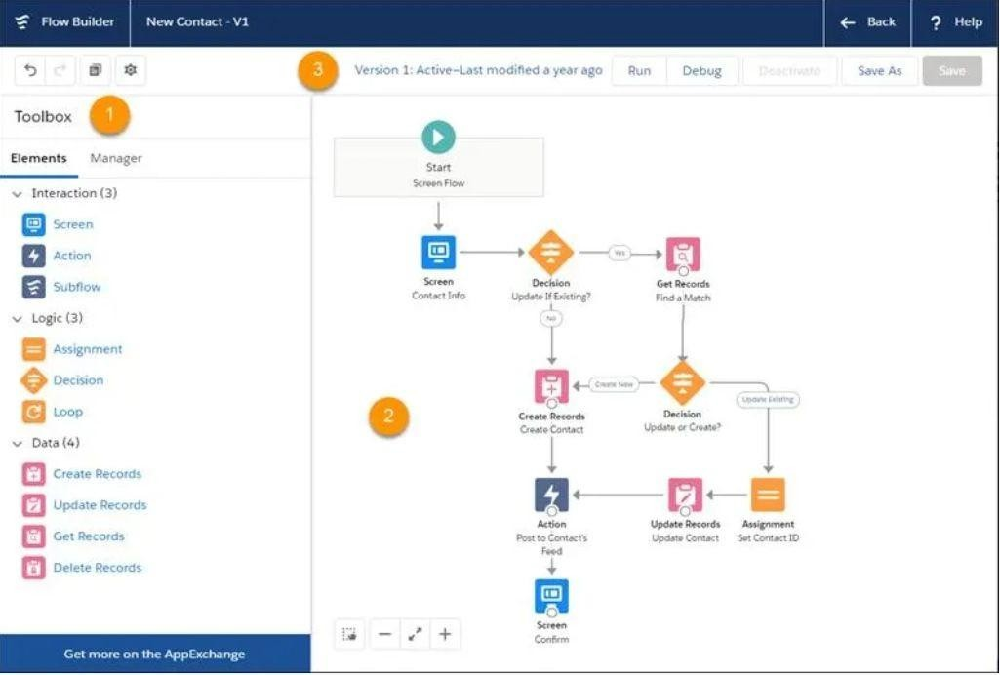 Flow Builder
New Contact - V1
Back
? Help
3
Version 1: Active–Last modified a year ago
Run
Debug
Deactivate
Save As
Save
Toolbox
1
Elements
Manager
Interaction (3)
Screen
Action
Subflow
Logic (3)
Assignment
Decision
Loop
Data (4)
Create Records
Update Records
Get Records
Delete Records
Get more on the AppExchange
Start
Screen Flow
Screen
Contact Info
Decision
Update If Existing?
Yes
Get Records
Find a Match
No
Create Records
Create Contact
Create New
Decision
Update or Create?
Update Existing
2
Action
Post to Contact's
Feed
Update Records
Update Contact
Assignment
Set Contact ID
Screen
Confirm